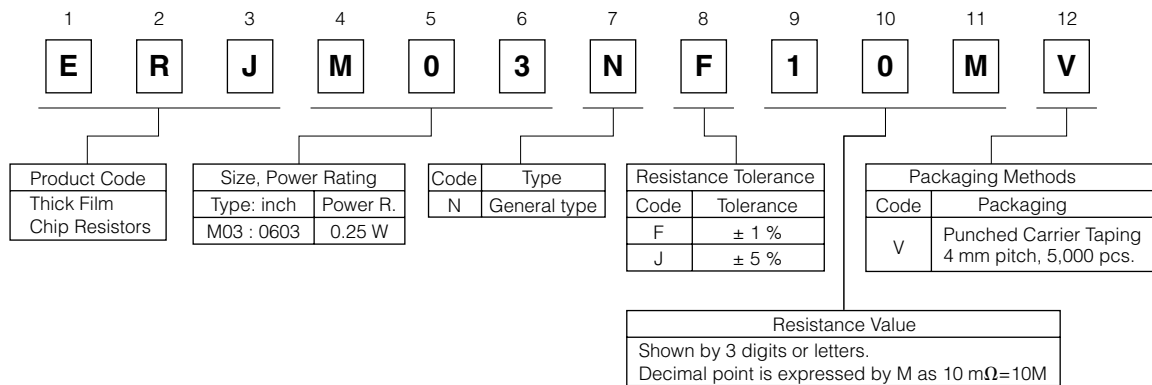 1 2 3 4 5 6 7 8 9 10 11 12
E R J M 0 3 N F 1 0 M V
Product Code
Thick Film
Chip Resistors
Size, Power Rating
Type: inch Power R.
M03 : 0603 0.25 W
Code Type
N General type
Resistance Tolerance
Code Tolerance
F ± 1 %
J ± 5 %
Packaging Methods
Code Packaging
V Punched Carrier Taping
4 mm pitch, 5,000 pcs.
Resistance Value
Shown by 3 digits or letters.
Decimal point is expressed by M as 10 mΩ=10M